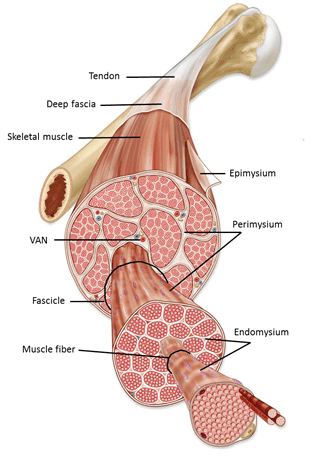 Tendon
Deep fascia
Skeletal muscle
Epimysium
Perimysium
VAN
Fascicle
Endomysium
Muscle fiber